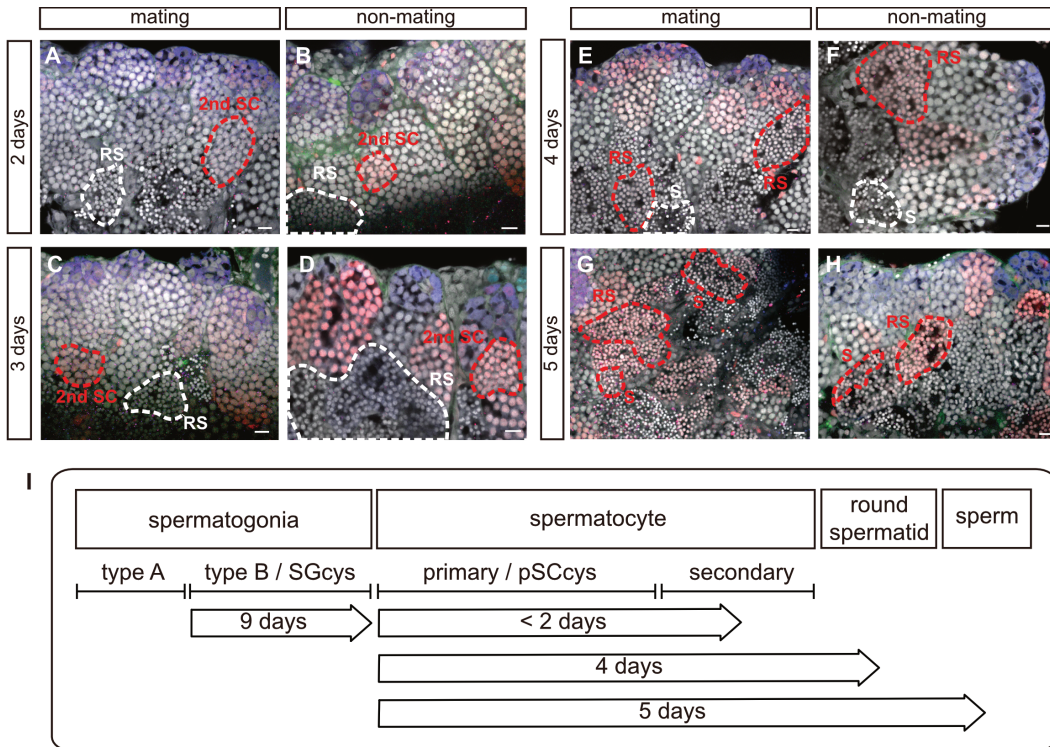 mating
non-mating
mating
non-mating
2 days
A
2nd SC
RS
B
2nd SC
RS
4 days
E
RS
RS
S
F
RS
S
3 days
C
2nd SC
RS
D
2nd SC
RS
5 days
G
RS
S
S
H
RS
S
I
spermatogonia
spermatocyte
round
spermatid
sperm
type A
type B / SGcys
primary / pSCcys
secondary
9 days
< 2 days
4 days
5 days